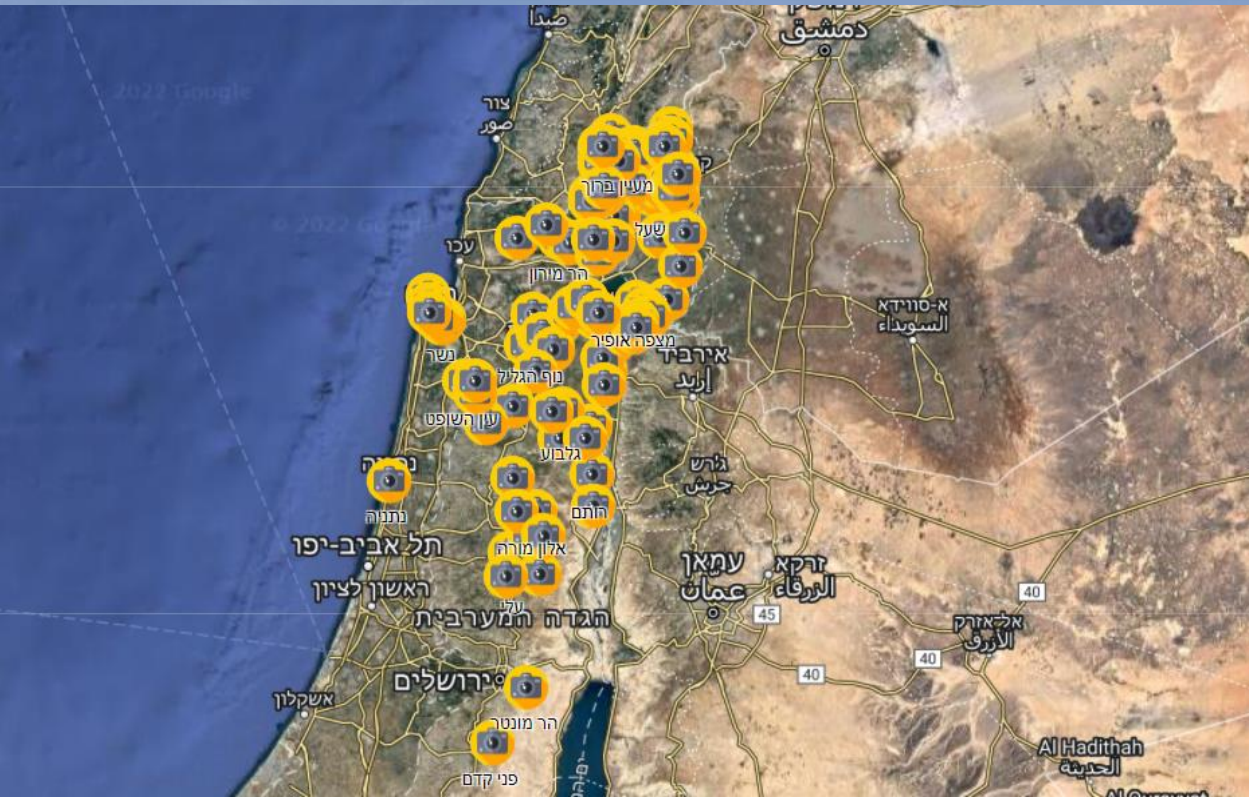 صيدا
دمشק
دمشق
2022 Google
צור
صور
מעיין ברוך
© 2022 Google
שעל
עכו
הר מירון
א-סווידא
السويداء
מצפה אופיר
נשר
אירביד
إربد
נוף הגליל
עין השופט
גלבוע
ג'רש
جرش
חותם
נתניה
תל אביב-יפו
אלון מורה
עמאן
عمان
זרקא
الزرقاء
ראשון לציון
40
עלי
הגדה המערבית
45
אל-אזרק
الأزرق
40
ירושלים
40
אשקלון
הר מונטר
Al Hadithah
الحديثة
פני קדם